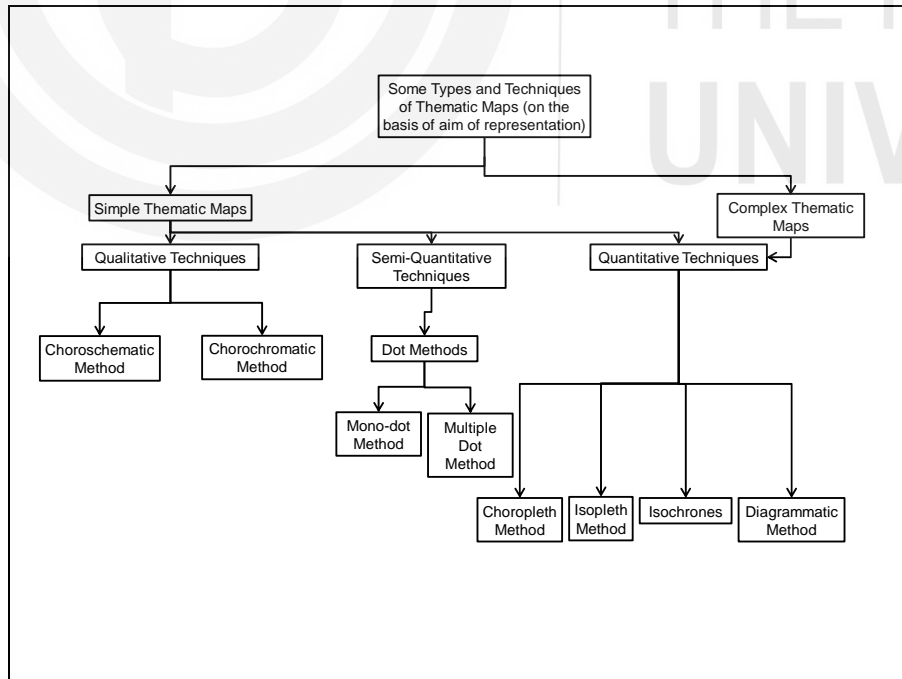 THE
UNIV
Some Types and Techniques
of Thematic Maps (on the
basis of aim of representation)
Simple Thematic Maps
Complex Thematic
Maps
Qualitative Techniques
Semi-Quantitative
Techniques
Quantitative Techniques
Choroschematic
Method
Chorochromatic
Method
Dot Methods
Mono-dot
Method
Multiple
Dot
Method
Choropleth
Method
Isopleth
Method
Isochrones
Diagrammatic
Method